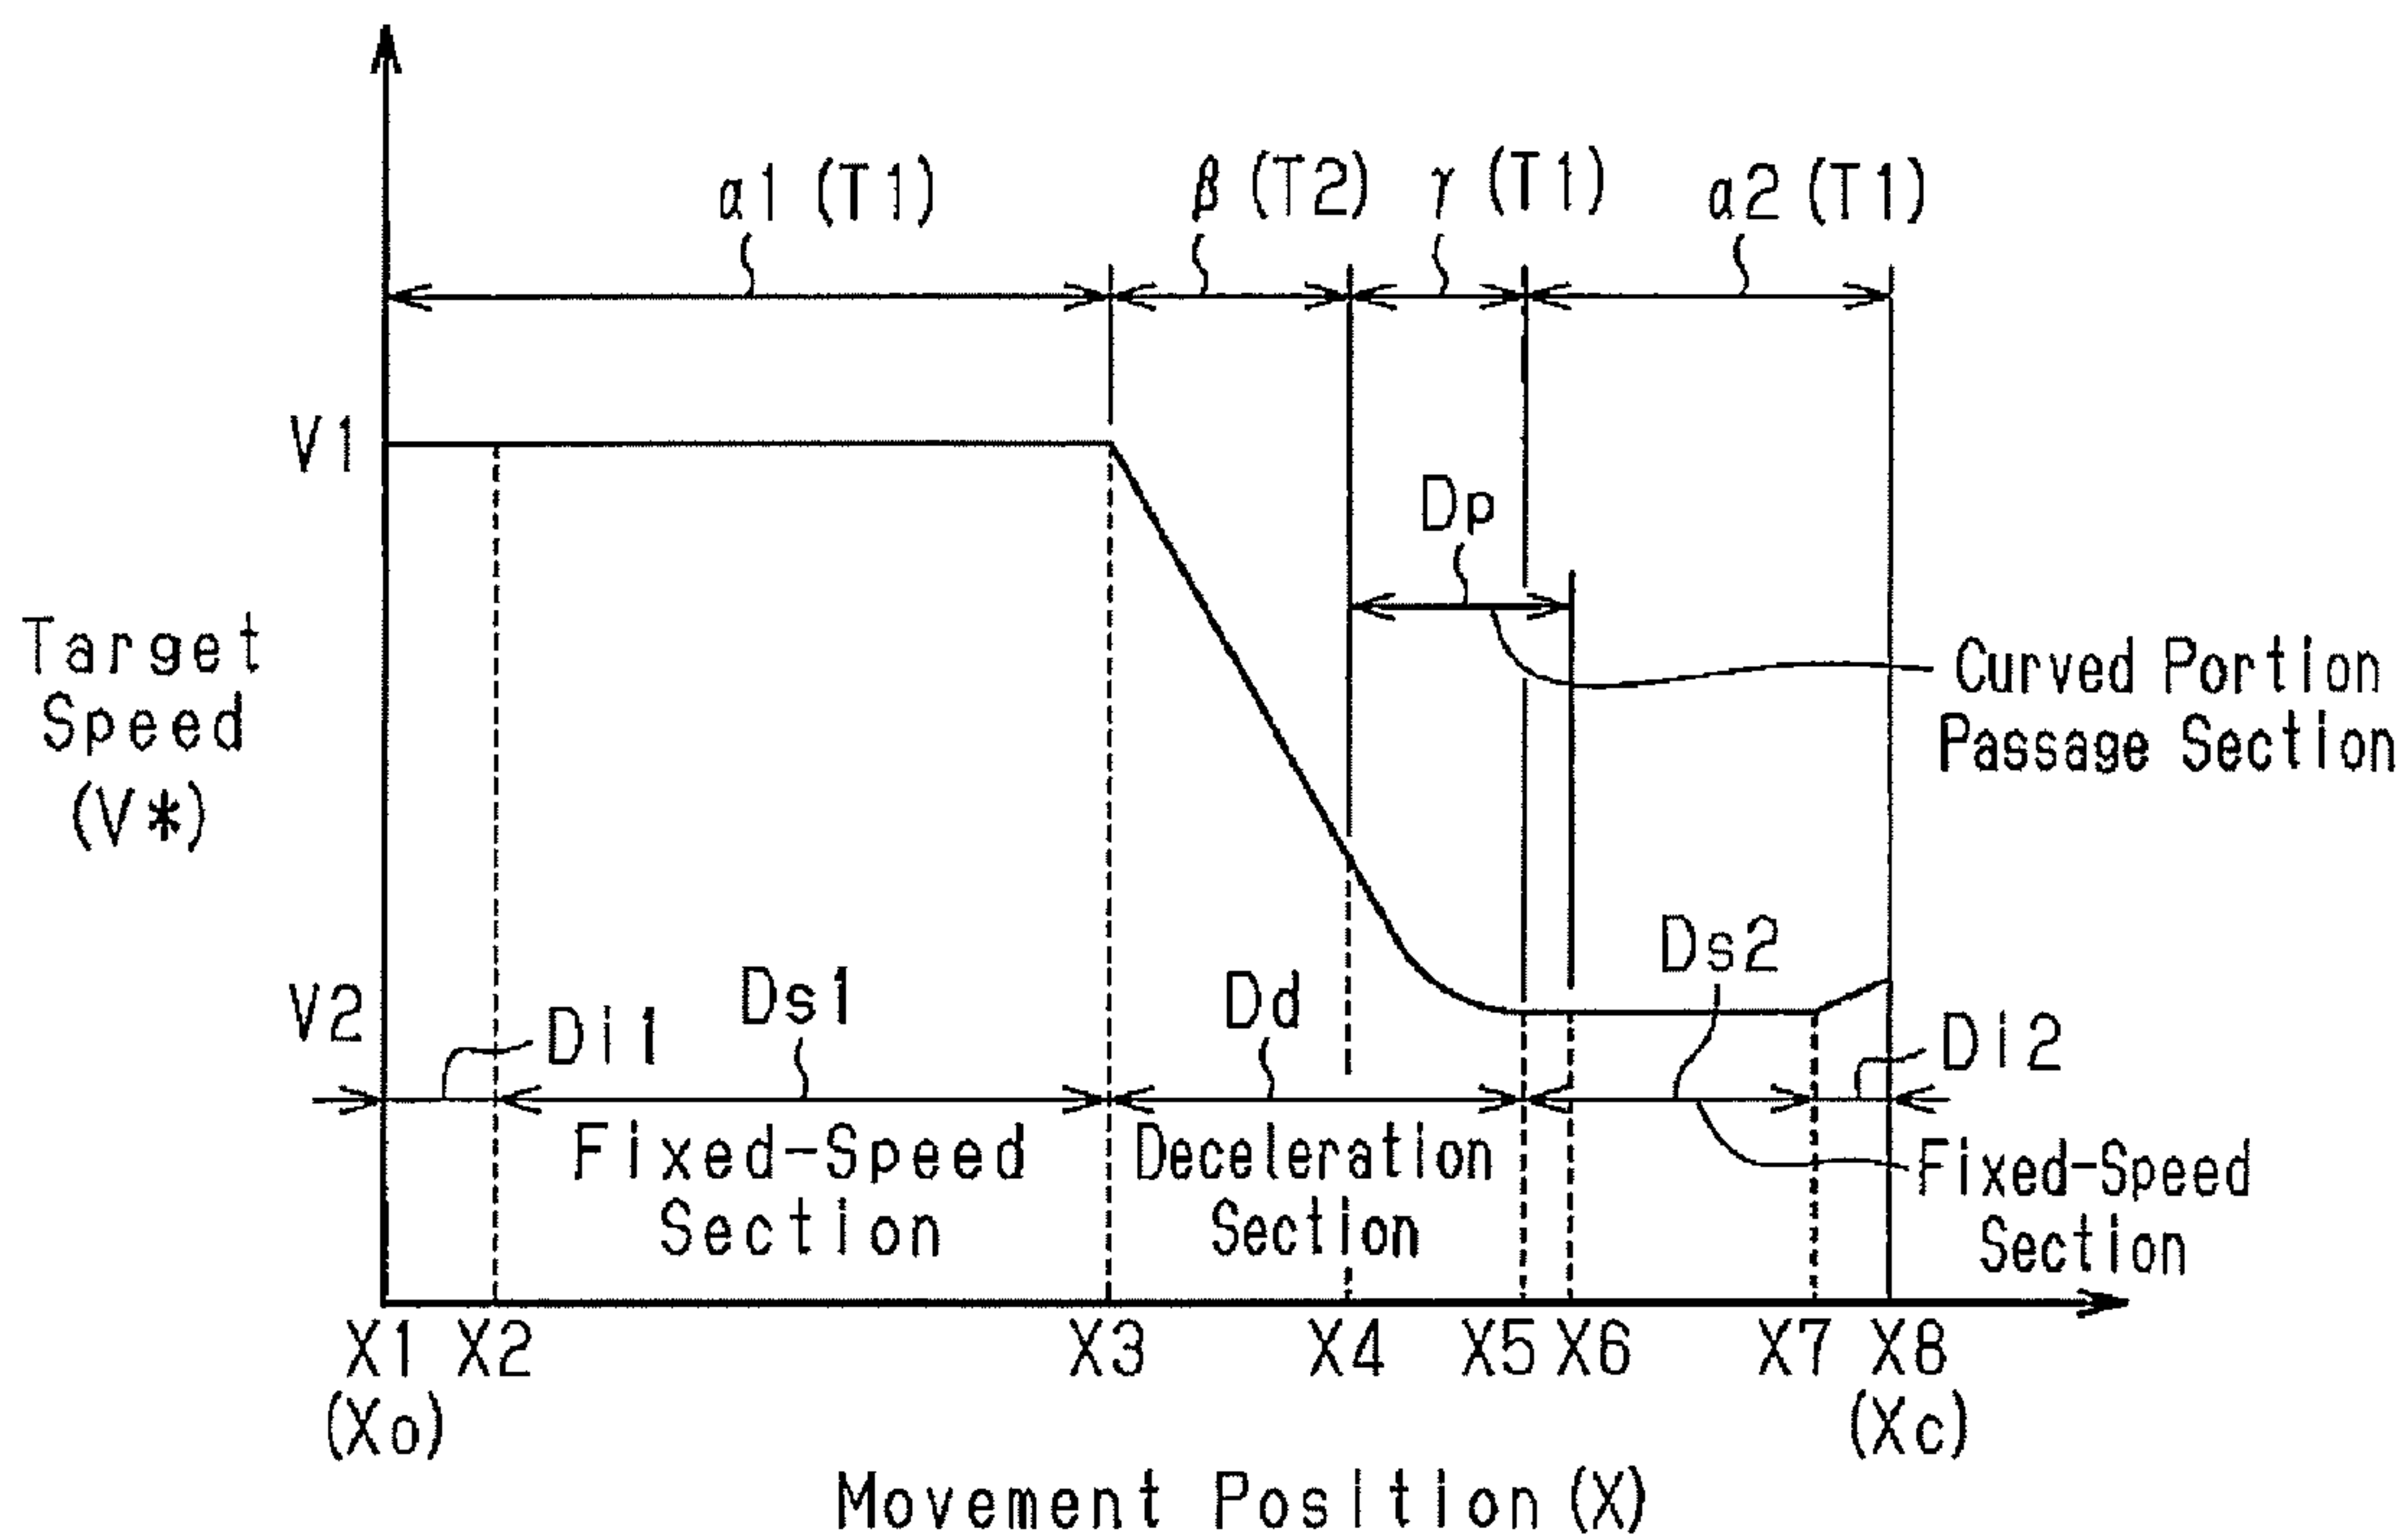 α1 (T1)
β (T2)
γ (T1)
α2 (T1)
V1
Dp
Target
Speed
(V*)
Curved Portion
Passage Section
V2
Di1
Ds1
Dd
Ds2
Di2
Fixed-Speed
Section
Deceleration
Section
Fixed-Speed
Section
X1
(Xo)
X2
X3
X4
X5
X6
X7
X8
(Xc)
Movement Position (X)